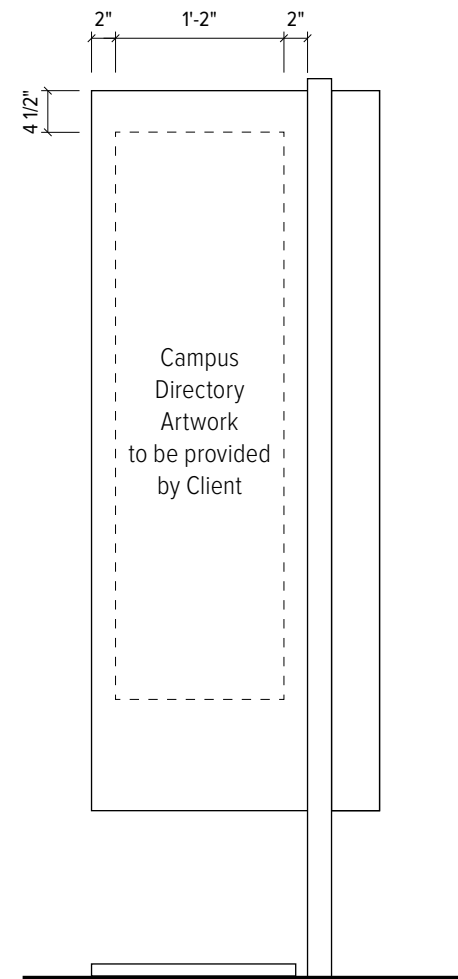 2"
1'-2"
2"
4 1/2"
Campus
Directory
Artwork
to be provided
by Client